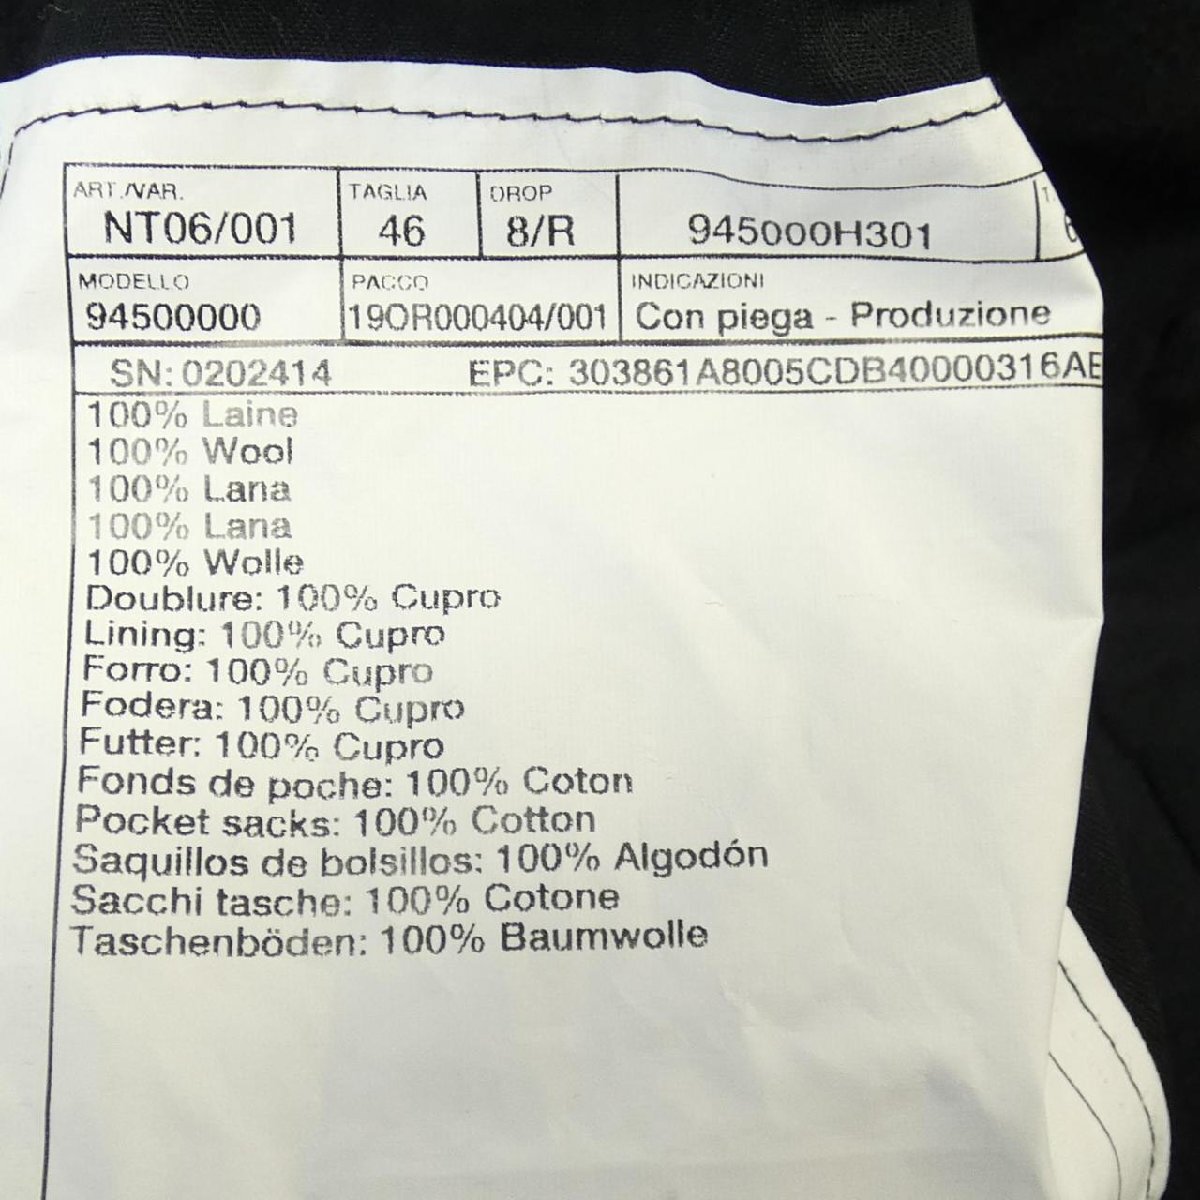 ART./VAR. TAGLIA DROP
NT06/001 46 8/R 945000H301
MODELLO PACCO INDICAZIONI
94500000 19OR000404/001 Con piega - Produzione
SN: 0202414 EPC: 303861A8005CDB40000316AE
100% Laine
100% Wool
100% Lana
100% Lana
100% Wolle
Doublure: 100% Cupro
Lining: 100% Cupro
Forro: 100% Cupro
Fodera: 100% Cupro
Futter: 100% Cupro
Fonds de poche: 100% Coton
Pocket sacks: 100% Cotton
Saquillos de bolsillos: 100% Algodón
Sacchi tasche: 100% Cotone
Taschenböden: 100% Baumwolle